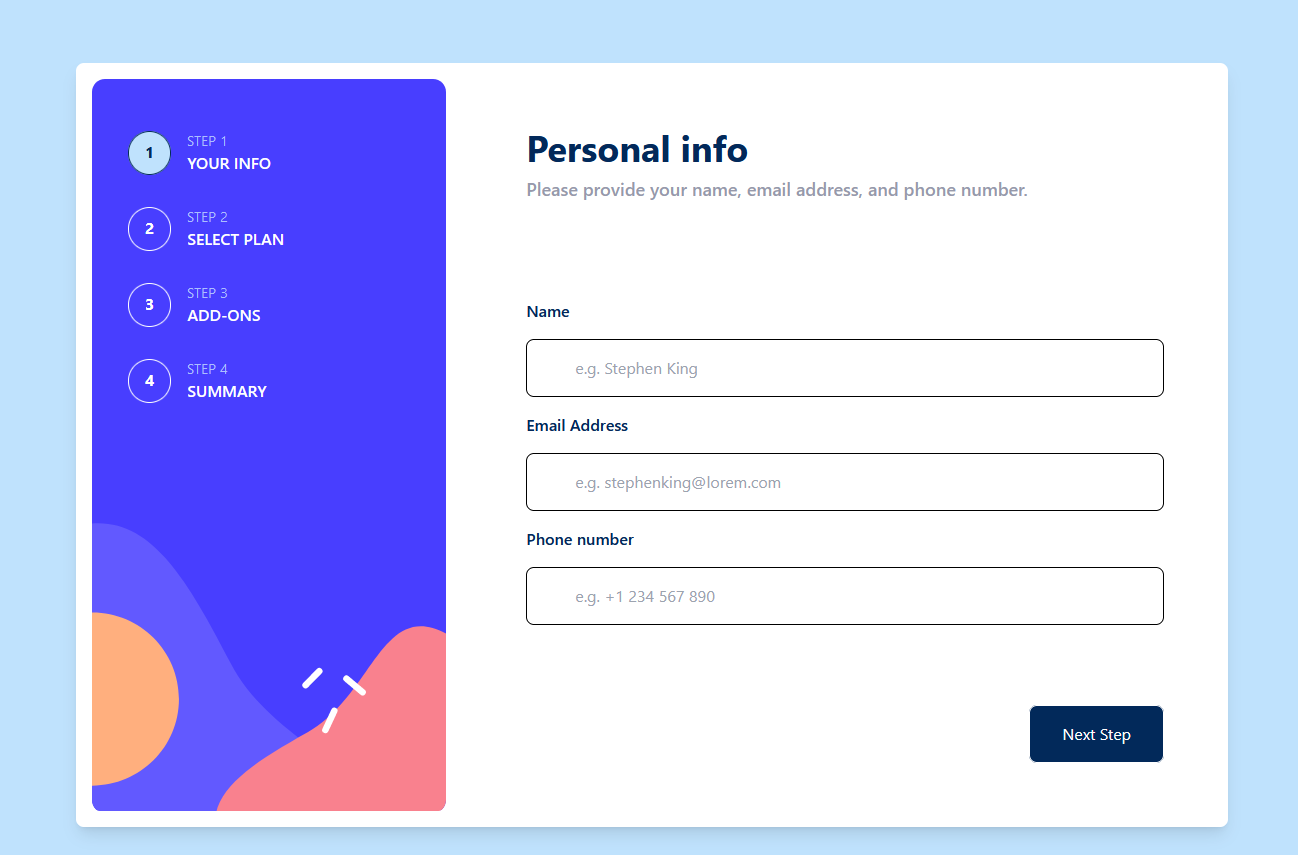 1
STEP 1
YOUR INFO
2
STEP 2
SELECT PLAN
3
STEP 3
ADD-ONS
4
STEP 4
SUMMARY
Personal info
Please provide your name, email address, and phone number.
Name
e.g. Stephen King
Email Address
e.g. stephenking@lorem.com
Phone number
e.g. +1 234 567 890
Next Step